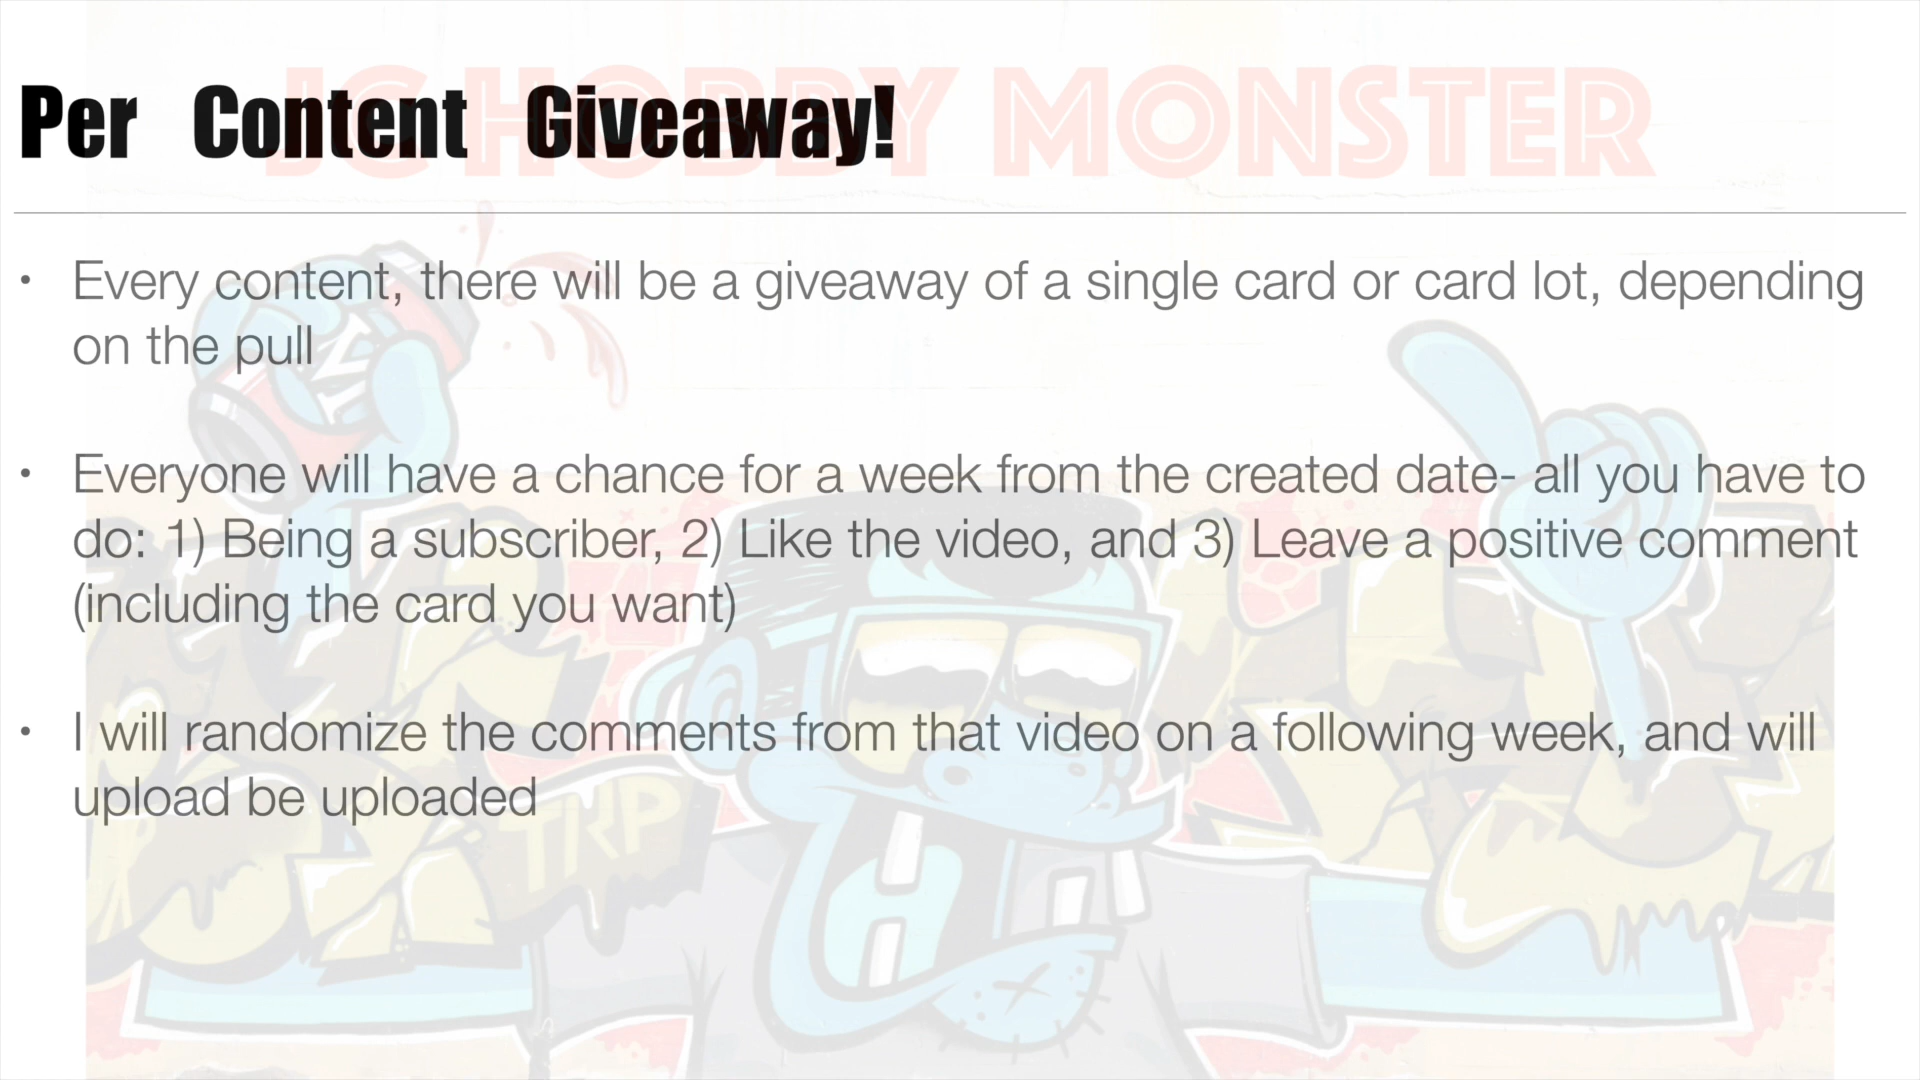 JC HOBBY MONSTER
Per Content Giveaway!
• Every content, there will be a giveaway of a single card or card lot, depending
on the pull
• Everyone will have a chance for a week from the created date- all you have to
do: 1) Being a subscriber, 2) Like the video, and 3) Leave a positive comment
(including the card you want)
• I will randomize the comments from that video on a following week, and will
upload be uploaded
TRP